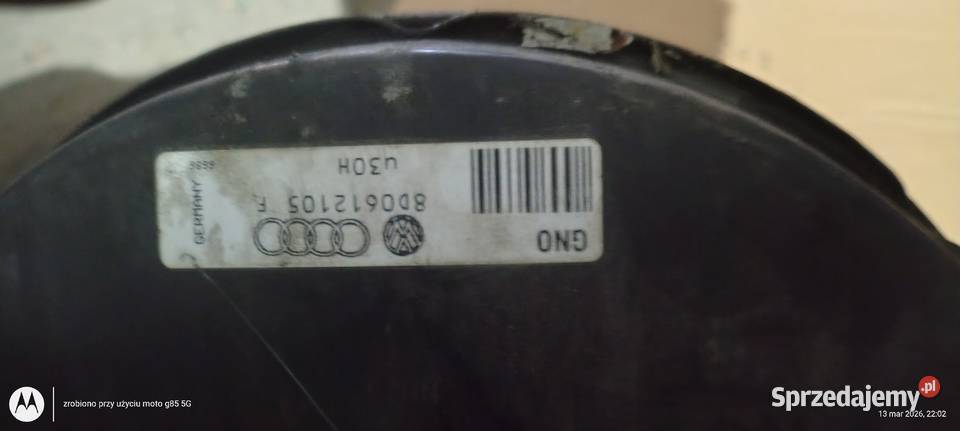 GNO
8D0612105 F
u30H
GERMANY
zrobiono przy użyciu moto g85 5G
Sprzedajemy.pl
13 mar 2026, 22:02